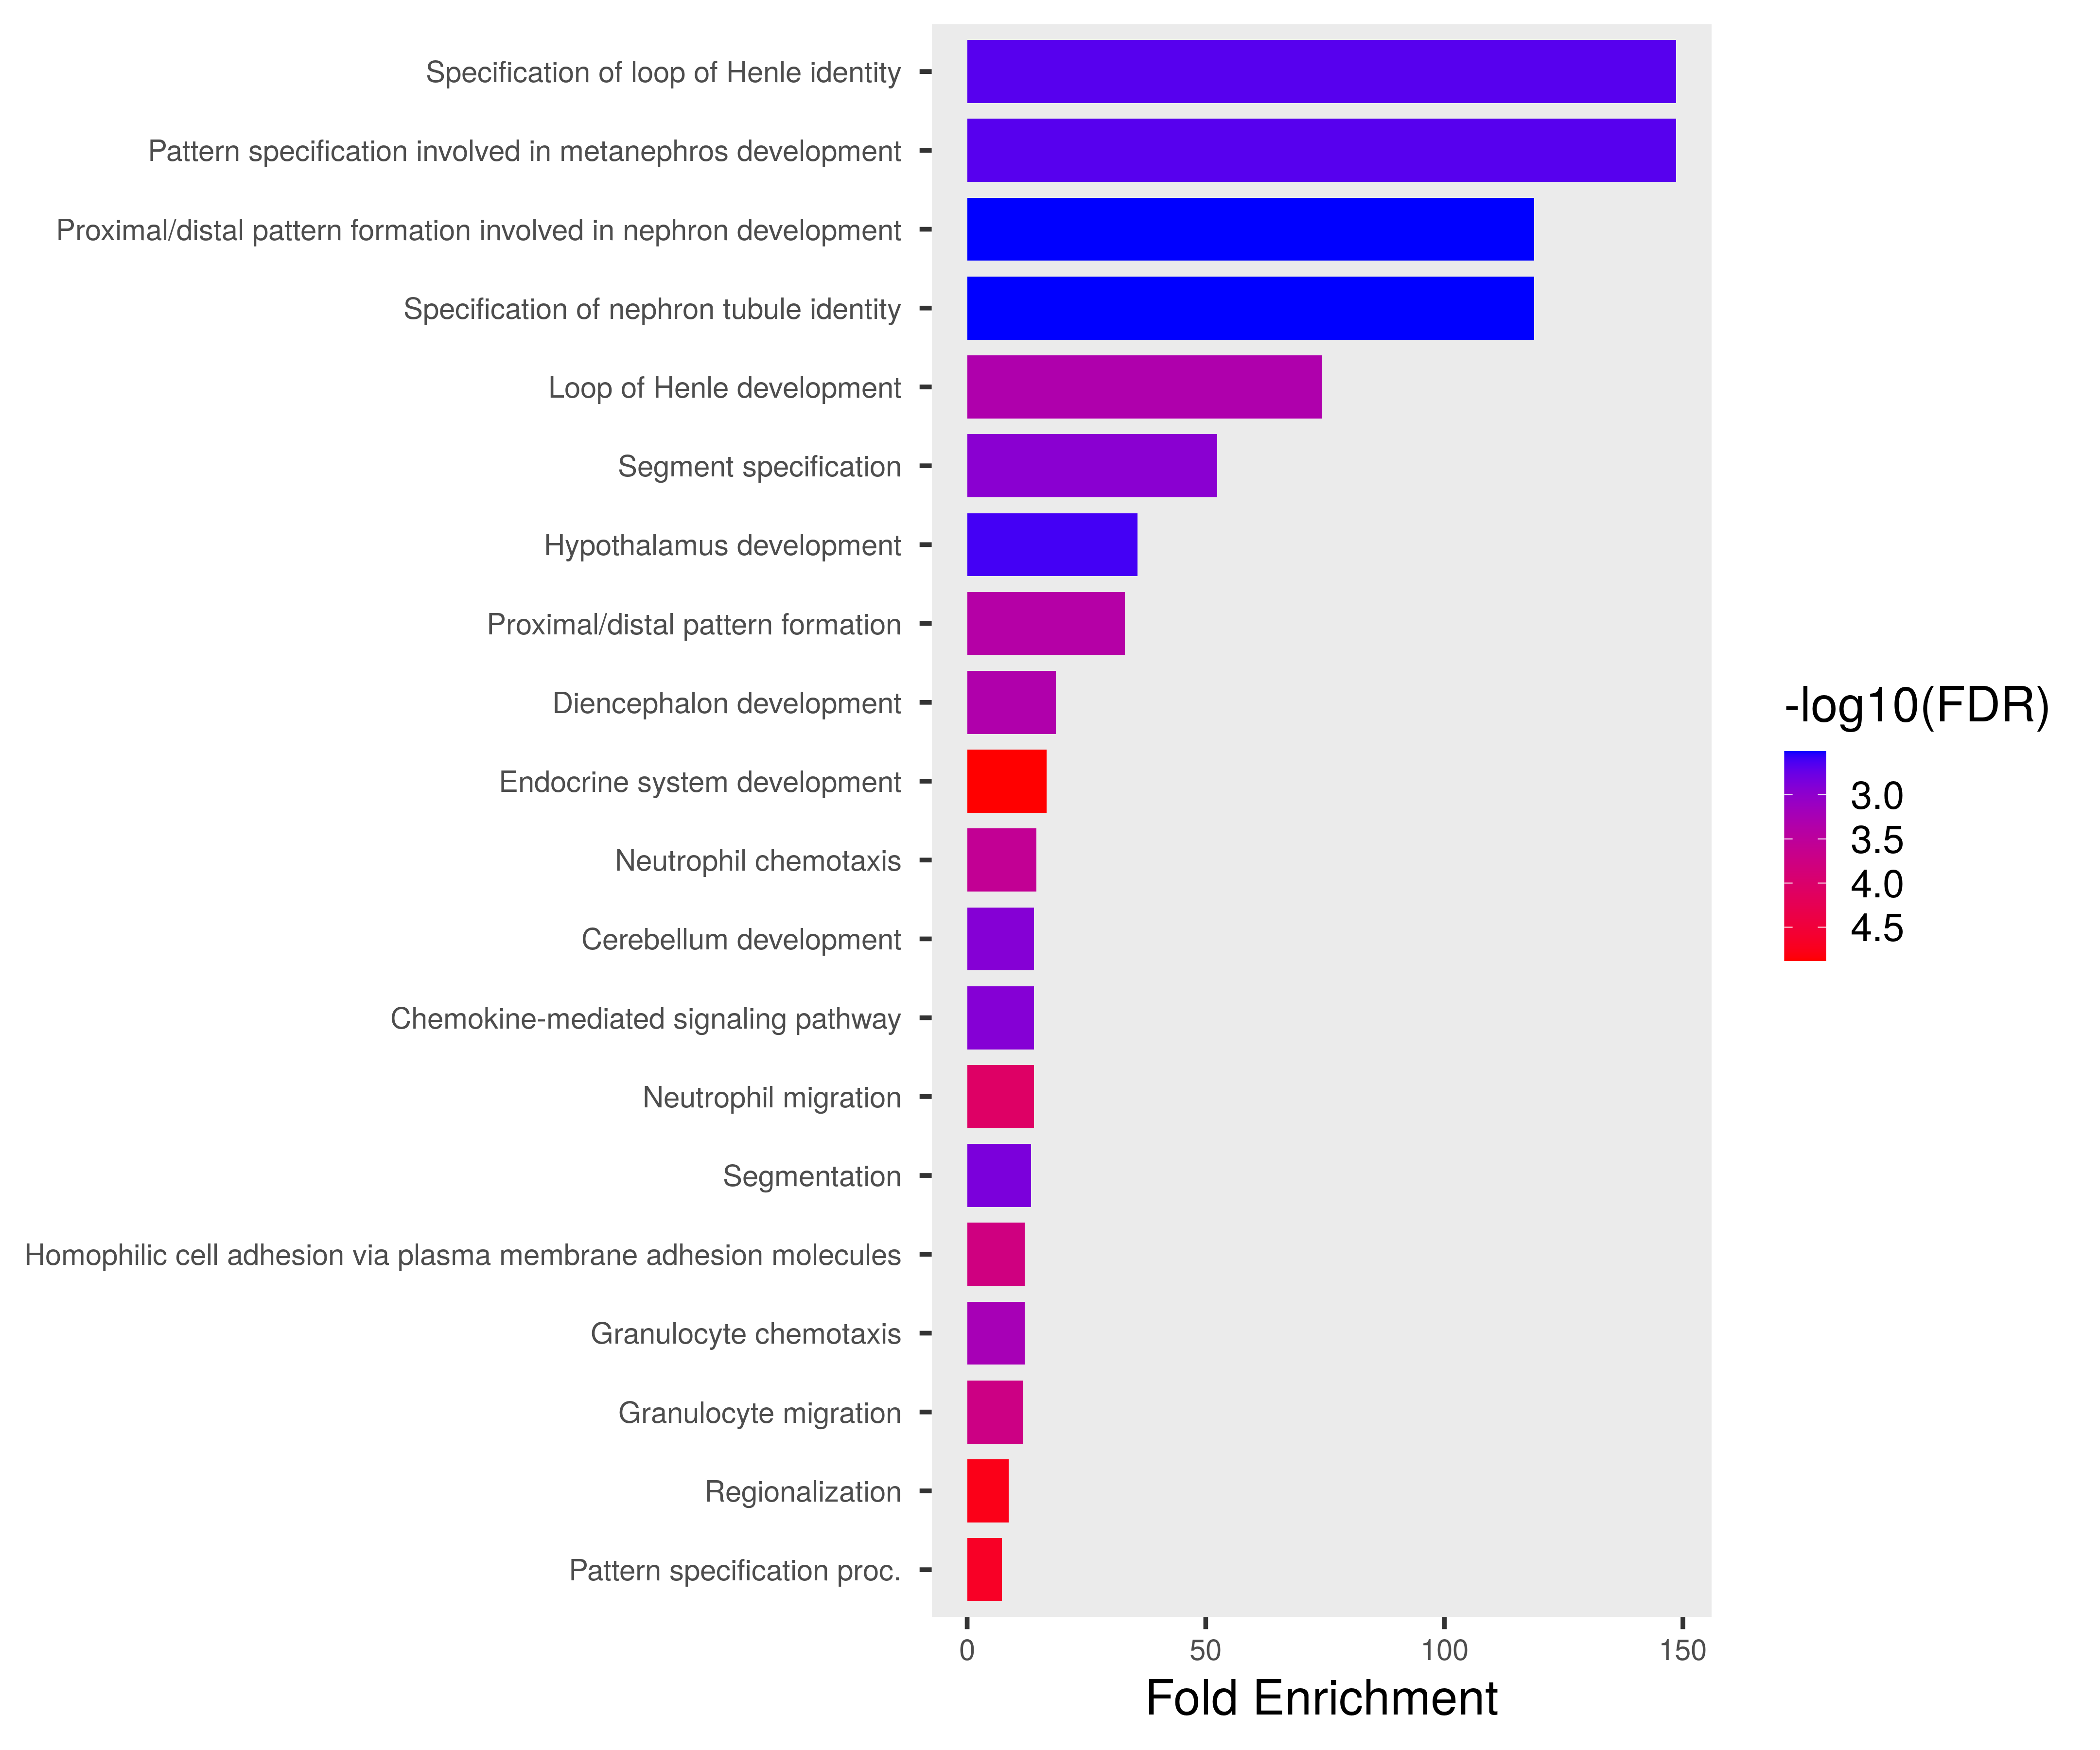 Specification of loop of Henle identity
Pattern specification involved in metanephros development
Proximal/distal pattern formation involved in nephron development
Specification of nephron tubule identity
Loop of Henle development
Segment specification
Hypothalamus development
Proximal/distal pattern formation
Diencephalon development
Endocrine system development
Neutrophil chemotaxis
Cerebellum development
Chemokine-mediated signaling pathway
Neutrophil migration
Segmentation
Homophilic cell adhesion via plasma membrane adhesion molecules
Granulocyte chemotaxis
Granulocyte migration
Regionalization
Pattern specification proc.
0 50 100 150
Fold Enrichment
-log10(FDR)
3.0
3.5
4.0
4.5